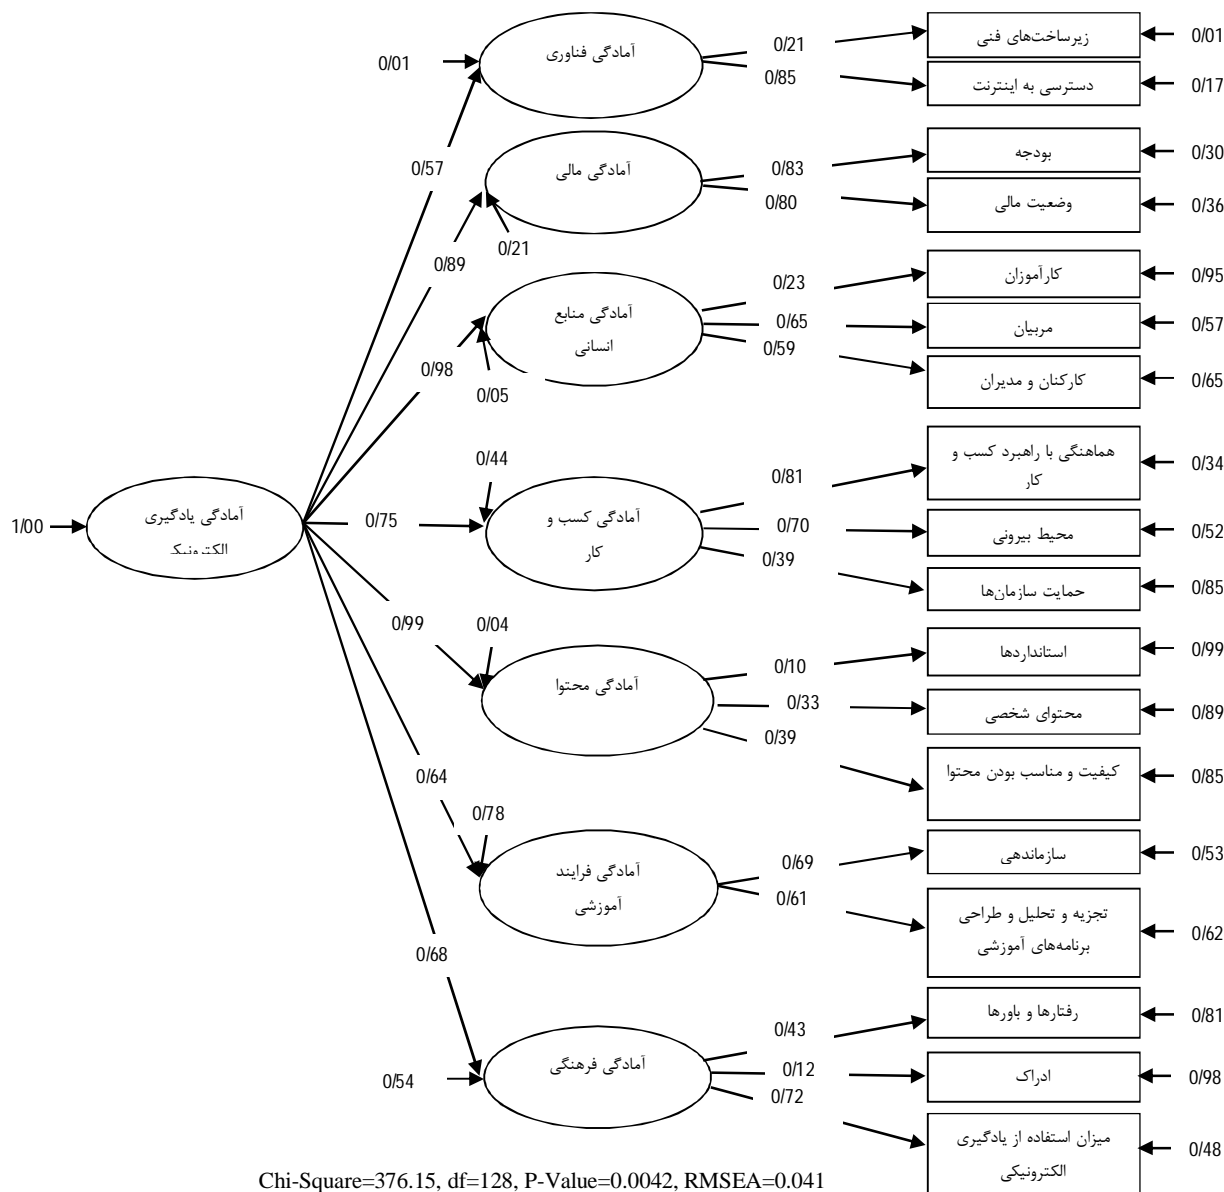 0/01
آمادگی فناوری
0/21
0/85
زیرساخت‌های فنی
0/01
دسترسی به اینترنت
0/17
0/57
آمادگی مالی
0/83
0/80
بودجه
0/30
وضعیت مالی
0/36
0/89
0/21
آمادگی منابع
انسانی
0/23
0/65
0/59
کارآموزان
0/95
مربیان
0/57
کارکنان و مدیران
0/65
0/98
0/05
1/00
آمادگی یادگیری
الکترونیکی
0/75
0/44
آمادگی کسب و
کار
0/81
0/70
0/39
هماهنگی با راهبرد کسب و
کار
0/34
محیط بیرونی
0/52
حمایت سازمان‌ها
0/85
0/99
0/04
آمادگی محتوا
0/10
0/33
0/39
استانداردها
0/99
محتوای شخصی
0/89
کیفیت و مناسب بودن محتوا
0/85
0/64
0/78
آمادگی فرایند
آموزشی
0/69
0/61
سازماندهی
0/53
تجزیه و تحلیل و طراحی
برنامه‌های آموزشی
0/62
0/68
0/54
آمادگی فرهنگی
0/43
0/12
0/72
رفتارها و باورها
0/81
ادراک
0/98
میزان استفاده از یادگیری
الکترونیکی
0/48
Chi-Square=376.15, df=128, P-Value=0.0042, RMSEA=0.041